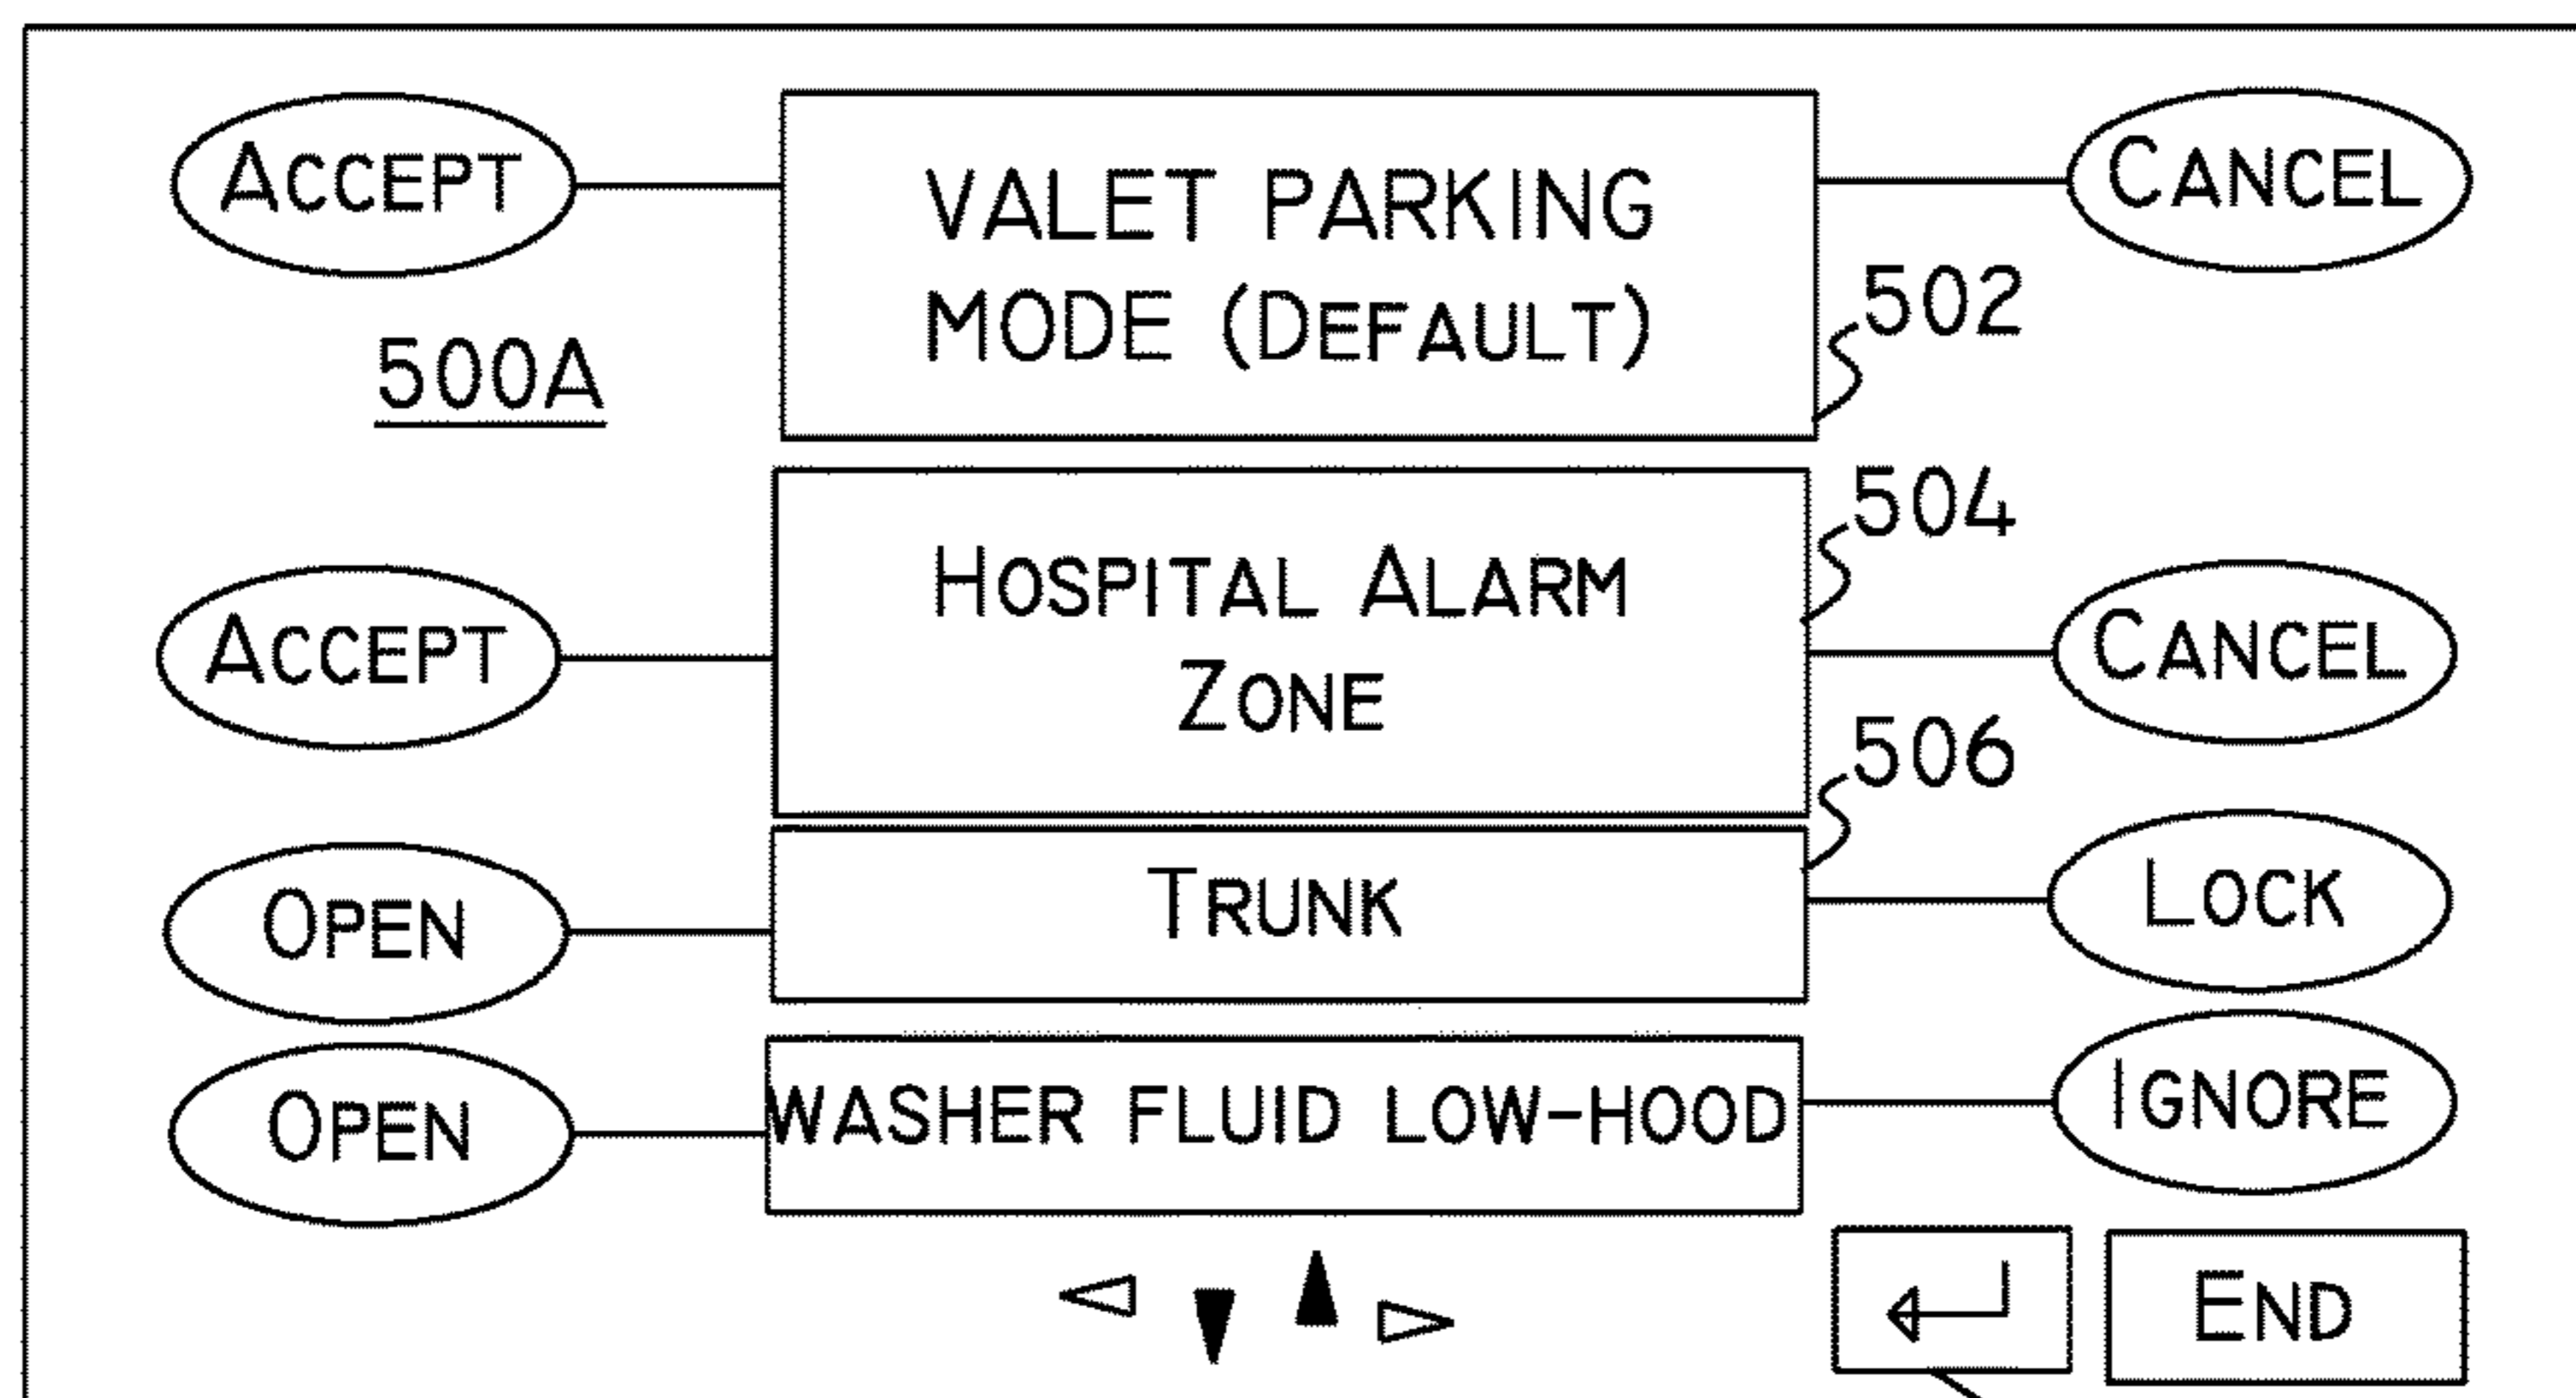 ACCEPT
VALET PARKING
MODE (DEFAULT)
CANCEL
502
500A
ACCEPT
HOSPITAL ALARM
ZONE
504
CANCEL
506
OPEN
TRUNK
LOCK
OPEN
WASHER FLUID LOW-HOOD
IGNORE
END